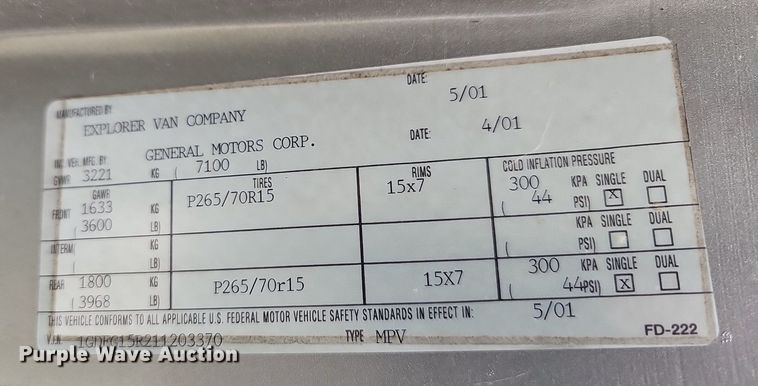 MANUFACTURED BY EXPLORER VAN COMPANY DATE: 5/01
INC. VEH. MFG. BY: GENERAL MOTORS CORP. DATE: 4/01
GVWR 3221 KG ( 7100 LB)
GAWR TIRES RIMS COLD INFLATION PRESSURE
FRONT 1633 KG P265/70R15 15x7 300 KPA SINGLE DUAL
( 3600 LB) ( 44 PSI) X
INTERM KG KPA SINGLE DUAL
( LB) ( PSI)
REAR 1800 KG P265/70r15 15X7 300 KPA SINGLE DUAL
( 3968 LB) ( 44 PSI) X
THIS VEHICLE CONFORMS TO ALL APPLICABLE U.S. FEDERAL MOTOR VEHICLE SAFETY STANDARDS IN EFFECT IN: 5/01
V.I.N. TYPE MPV FD-222
Purple Wave Auction